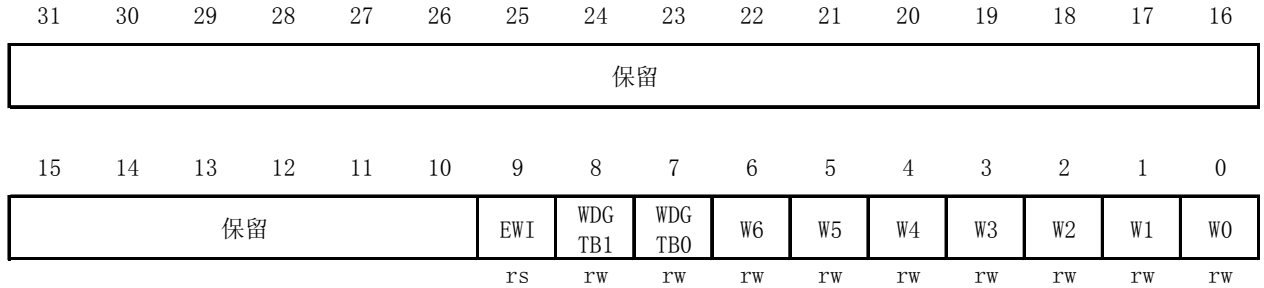 31 30 29 28 27 26 25 24 23 22 21 20 19 18 17 16
保留
15 14 13 12 11 10 9 8 7 6 5 4 3 2 1 0
保留 EWI WDG TB1 WDG TB0 W6 W5 W4 W3 W2 W1 W0
rs rw rw rw rw rw rw rw rw rw